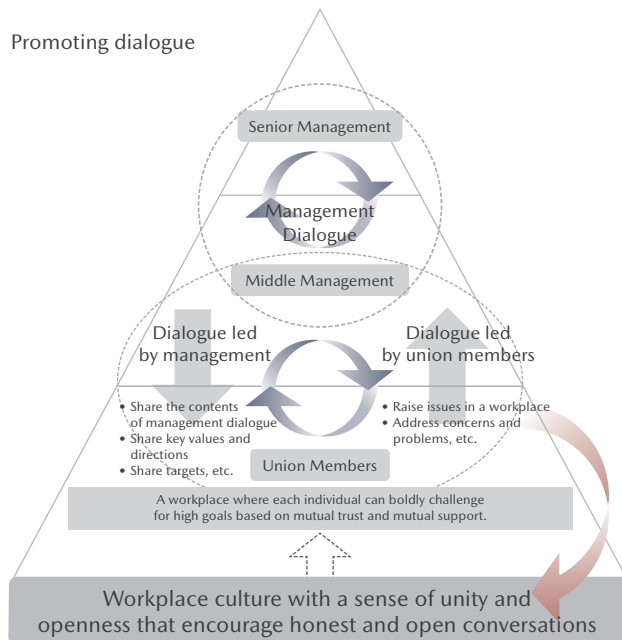 Promoting dialogue
Senior Management
Management
Dialogue
Middle Management
Dialogue led
by management
Dialogue led
by union members
• Share the contents
of management dialogue
• Share key values and
directions
• Share targets, etc.
• Raise issues in a workplace
• Address concerns and
problems, etc.
Union Members
A workplace where each individual can boldly challenge
for high goals based on mutual trust and mutual support.
Workplace culture with a sense of unity and
openness that encourage honest and open conversations